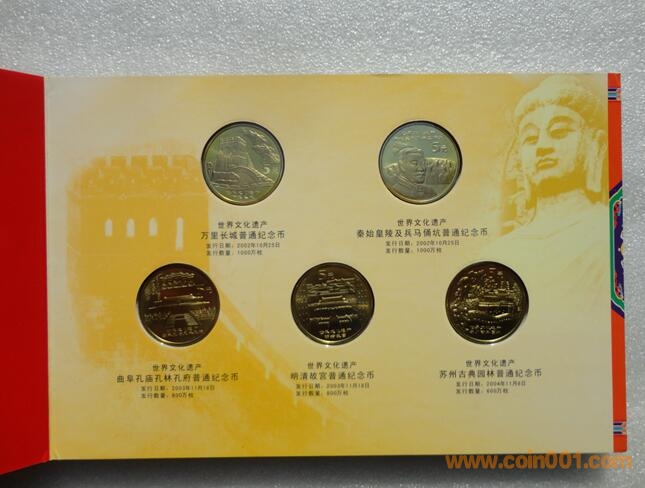 5元
世界文化遗产
万里长城普通纪念币
发行日期：2002年10月25日
发行数量：1000万枚
世界文化遗产
秦始皇陵及兵马俑坑普通纪念币
发行日期：2002年10月25日
发行数量：1000万枚
世界文化遗产
曲阜孔庙孔林孔府普通纪念币
发行日期：2003年11月18日
发行数量：800万枚
世界文化遗产
明清故宫普通纪念币
发行日期：2003年11月18日
发行数量：800万枚
世界文化遗产
苏州古典园林普通纪念币
发行日期：2004年11月8日
发行数量：600万枚
www.coin001.com